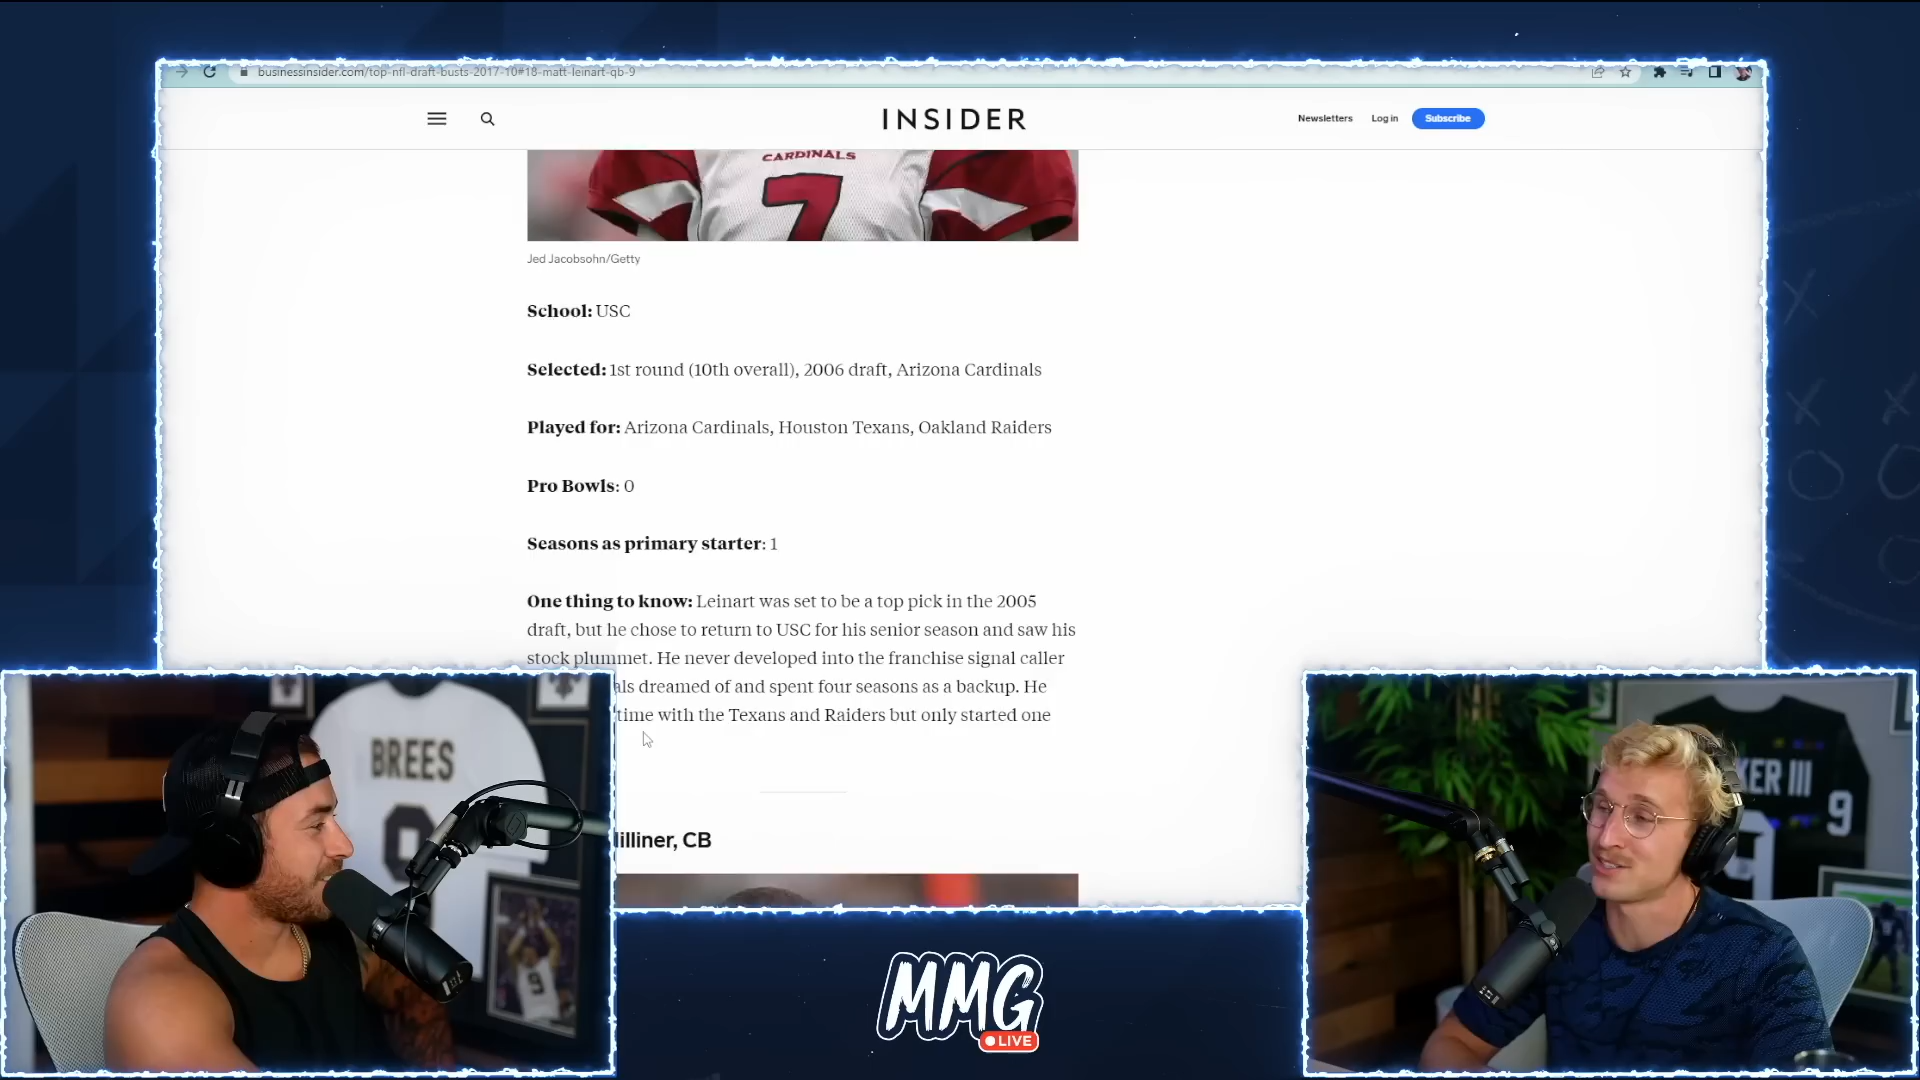 businessinsider.com/top-nfl-draft-busts-2017-10#18-matt-leinart-qb-9
INSIDER
Newsletters
Log in
Subscribe
CARDINALS
7
Jed Jacobsohn/Getty
School: USC
Selected: 1st round (10th overall), 2006 draft, Arizona Cardinals
Played for: Arizona Cardinals, Houston Texans, Oakland Raiders
Pro Bowls: 0
Seasons as primary starter: 1
One thing to know: Leinart was set to be a top pick in the 2005
draft, but he chose to return to USC for his senior season and saw his
stock plummet. He never developed into the franchise signal caller
als dreamed of and spent four seasons as a backup. He
time with the Texans and Raiders but only started one
illiner, CB
BREES
9
KER III
9
MMG
LIVE